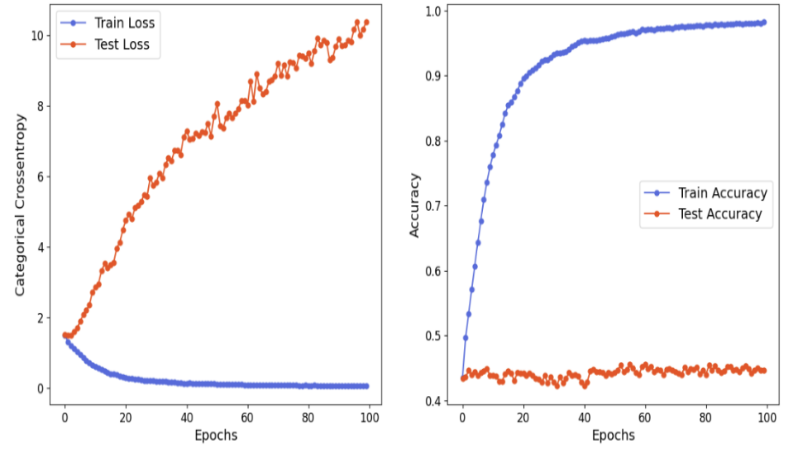 Train Loss
Test Loss
10
8
6
4
2
0
Categorical Crossentropy
0 20 40 60 80 100
Epochs
1.0
0.9
0.8
0.7
0.6
0.5
0.4
Accuracy
Train Accuracy
Test Accuracy
0 20 40 60 80 100
Epochs